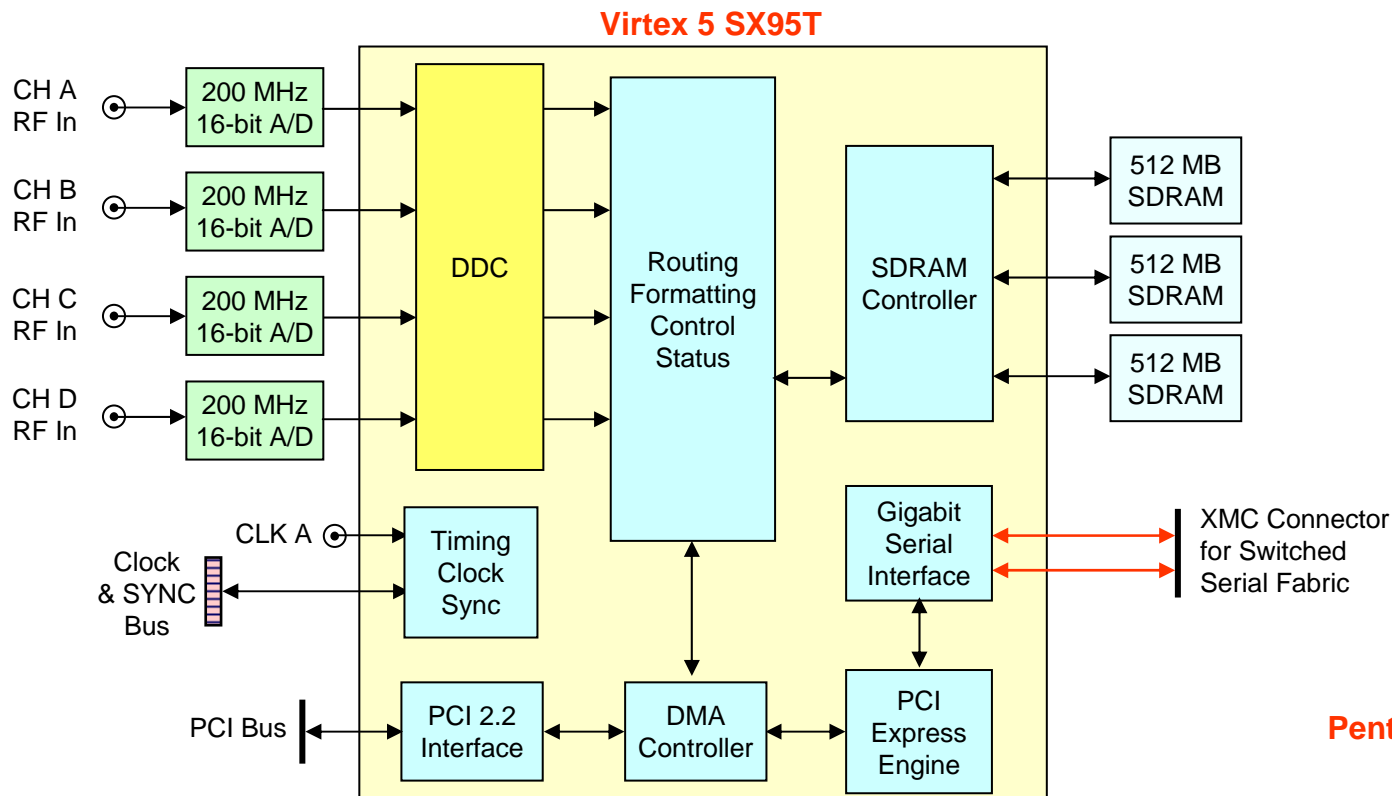 Virtex 5 SX95T
CH A
RF In
200 MHz
16-bit A/D
CH B
RF In
200 MHz
16-bit A/D
CH C
RF In
200 MHz
16-bit A/D
CH D
RF In
200 MHz
16-bit A/D
DDC
Routing
Formatting
Control
Status
SDRAM
Controller
512 MB
SDRAM
512 MB
SDRAM
512 MB
SDRAM
CLK A
Clock
& SYNC
Bus
Timing
Clock
Sync
Gigabit
Serial
Interface
XMC Connector
for Switched
Serial Fabric
PCI Bus
PCI 2.2
Interface
DMA
Controller
PCI
Express
Engine
Pent